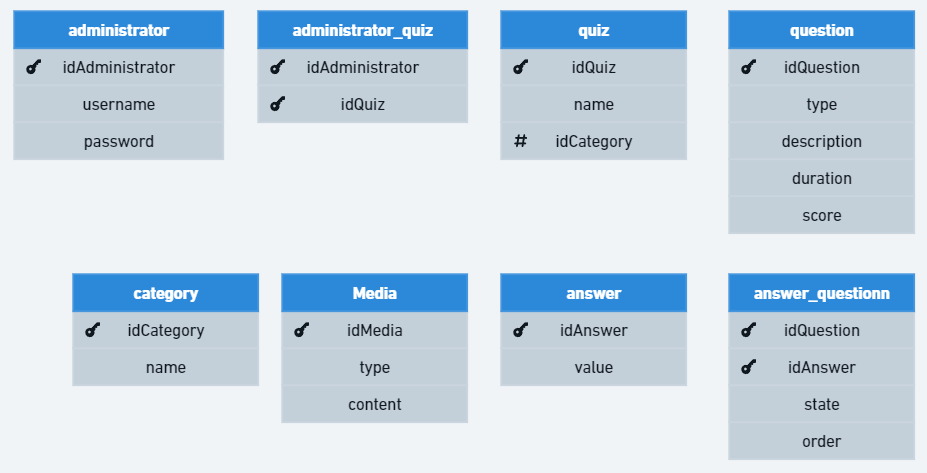 administrator
idAdministrator
username
password
administrator_quiz
idAdministrator
idQuiz
quiz
idQuiz
name
# idCategory
question
idQuestion
type
description
duration
score
category
idCategory
name
Media
idMedia
type
content
answer
idAnswer
value
answer_questionn
idQuestion
idAnswer
state
order